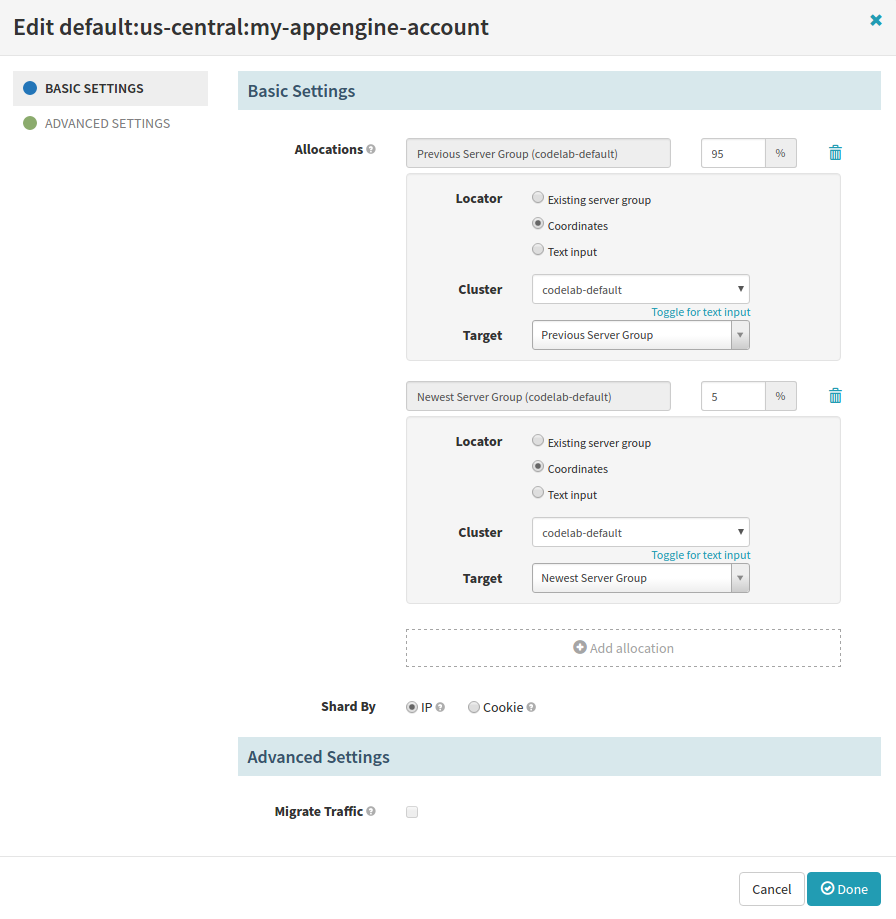 Edit default:us-central:my-appengine-account
BASIC SETTINGS
ADVANCED SETTINGS
Basic Settings
Allocations
Previous Server Group (codelab-default) 95 %
Locator
Existing server group
Coordinates
Text input
Cluster codelab-default
Toggle for text input
Target Previous Server Group
Newest Server Group (codelab-default) 5 %
Locator
Existing server group
Coordinates
Text input
Cluster codelab-default
Toggle for text input
Target Newest Server Group
Add allocation
Shard By IP Cookie
Advanced Settings
Migrate Traffic
Cancel Done